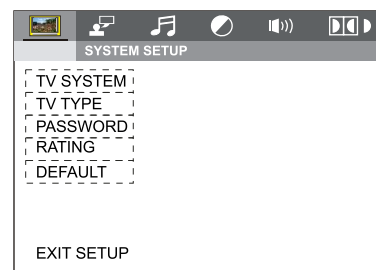 SYSTEM SETUP
TV SYSTEM
TV TYPE
PASSWORD
RATING
DEFAULT
EXIT SETUP